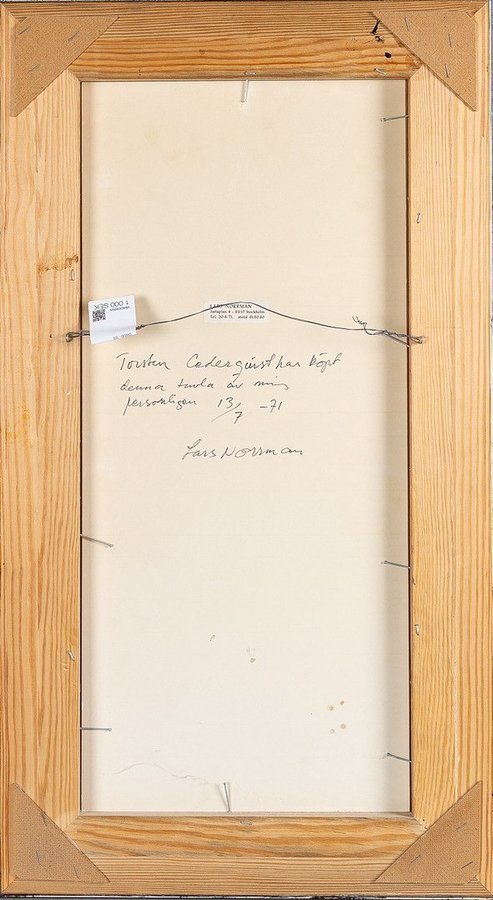 1 000 SEK
LARS NORRMAN
Torsten Cederquist har köpt
denna tavla av mig
personligen 13/7 -71
Lars Norrman